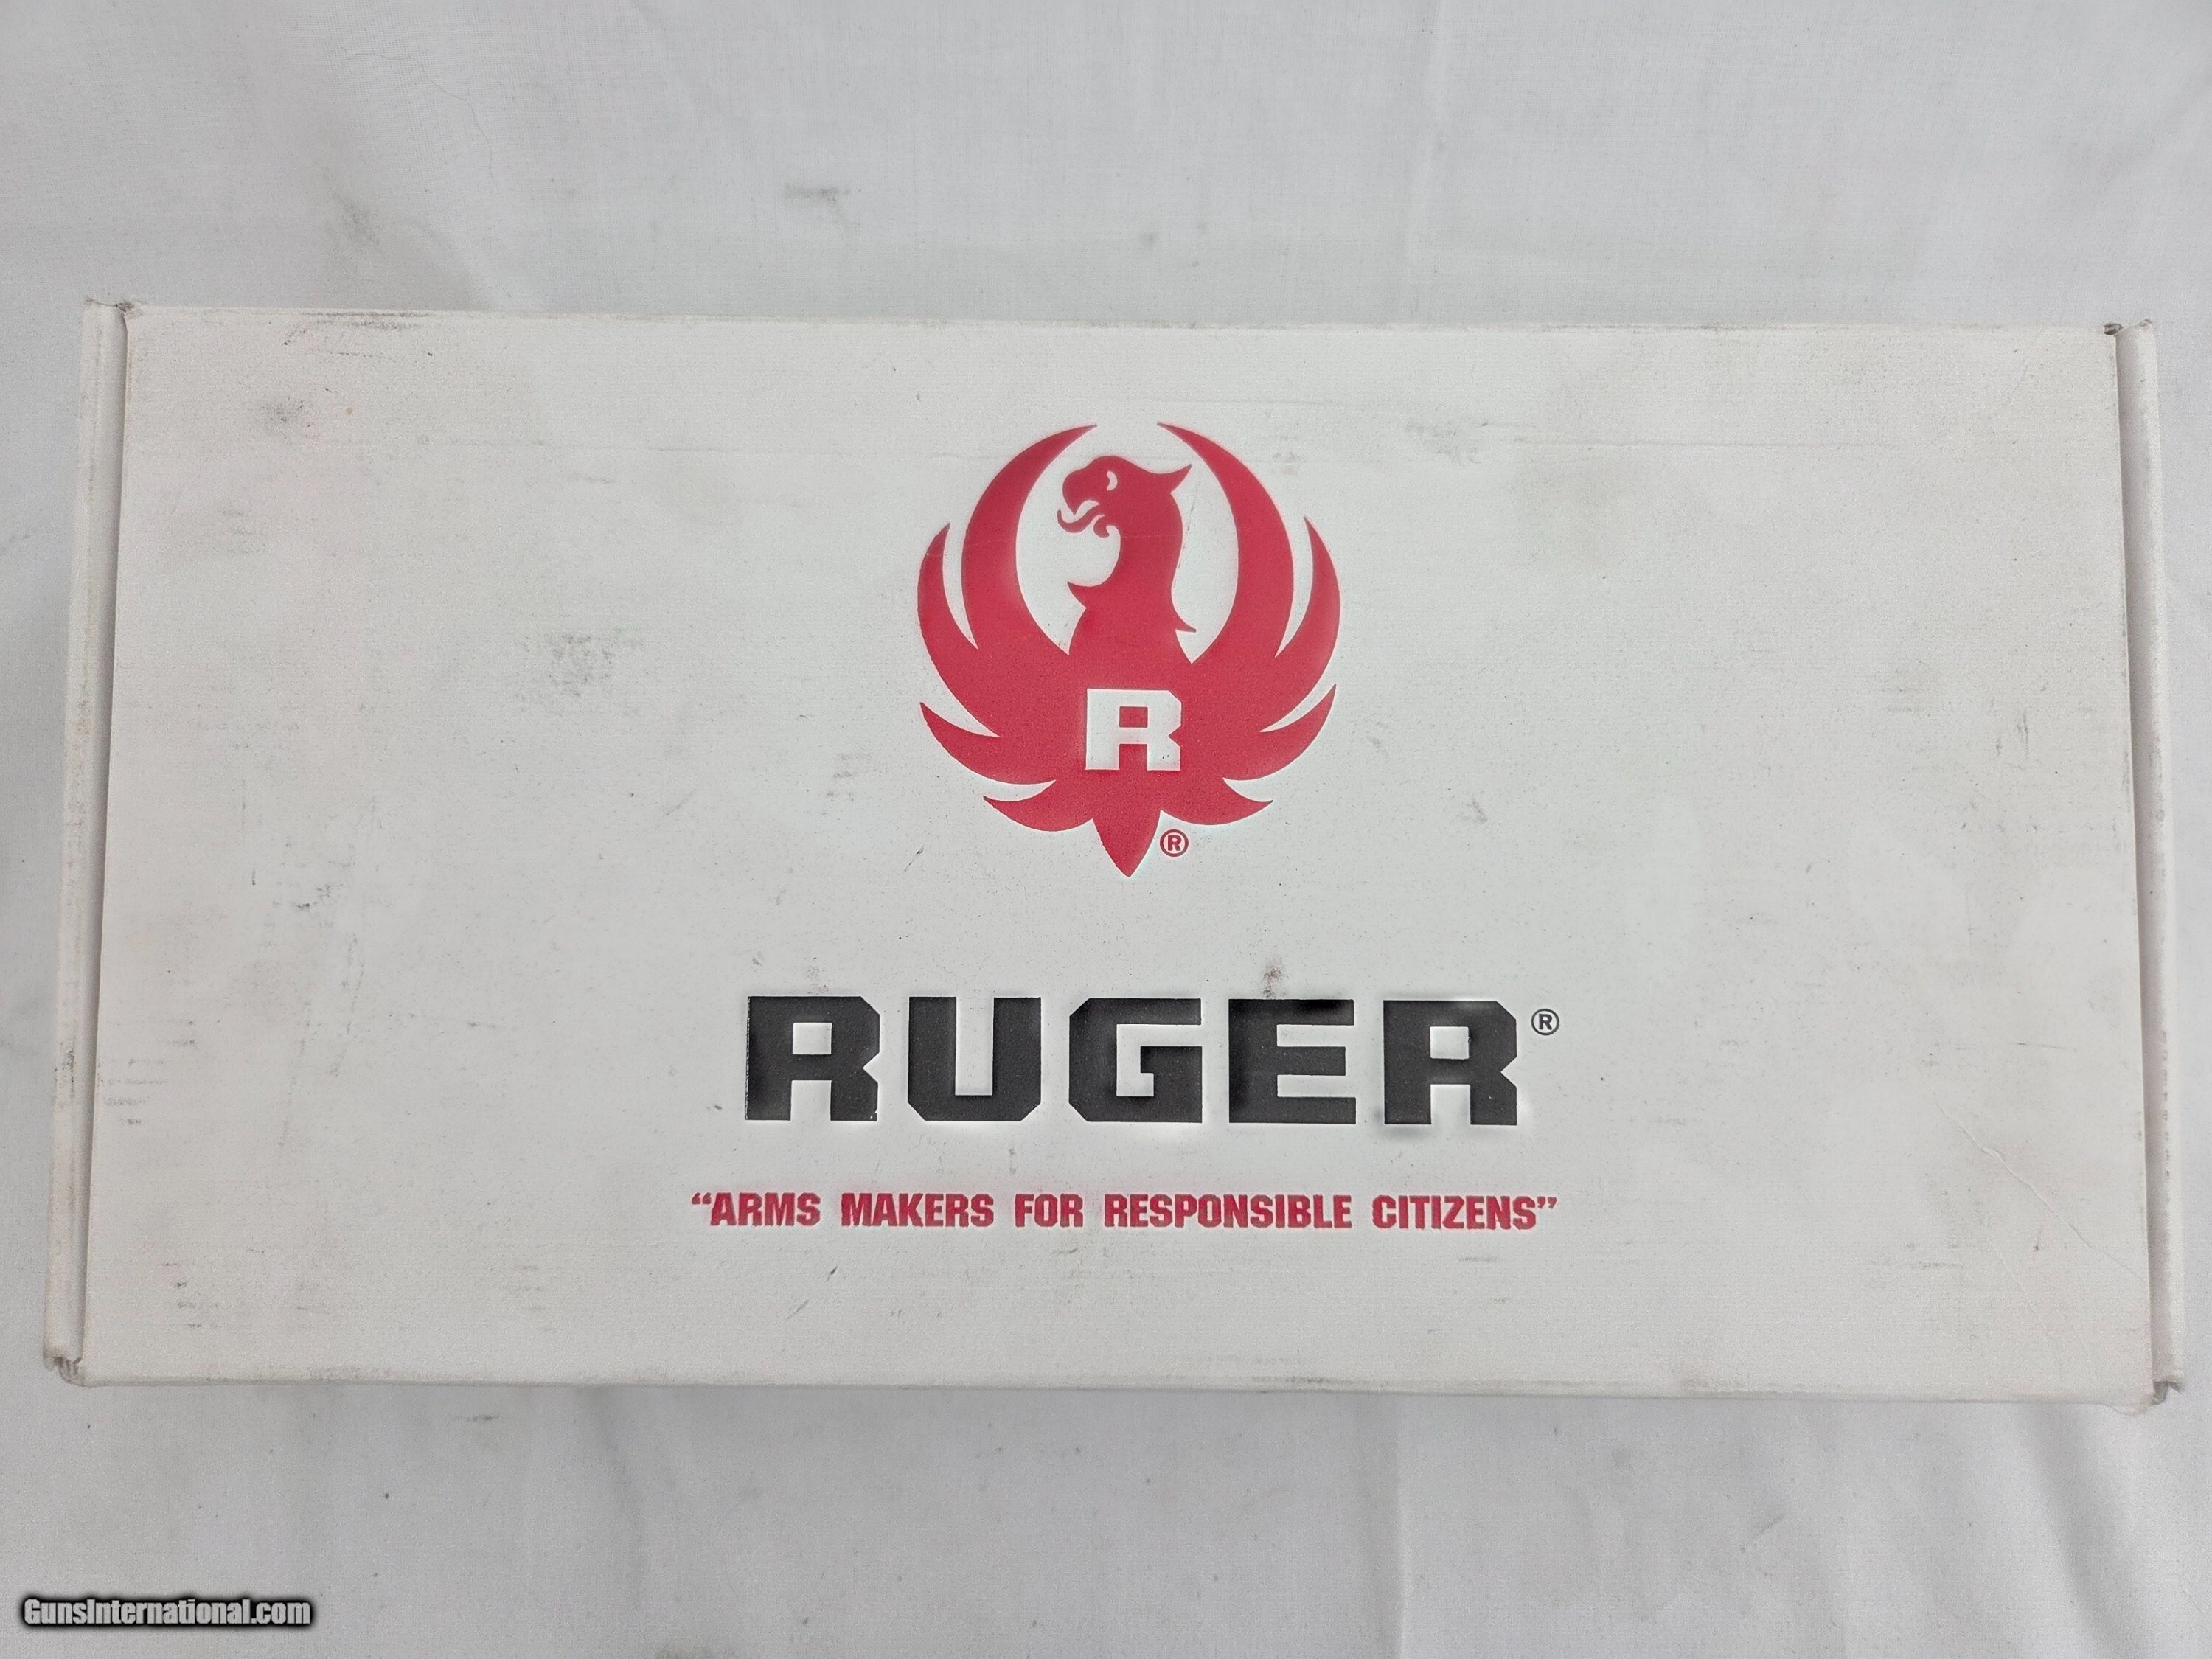 R
®
RUGER®
“ARMS MAKERS FOR RESPONSIBLE CITIZENS”
GunsInternational.com